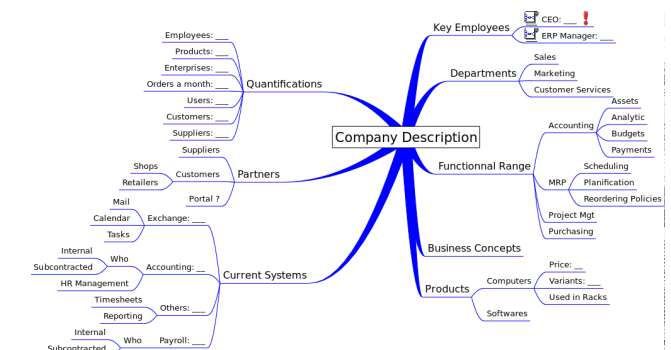 Company Description
Key Employees
CEO: ___
ERP Manager: ___
Departments
Sales
Marketing
Customer Services
Functionnal Range
Accounting
Assets
Analytic
Budgets
Payments
MRP
Scheduling
Planification
Reordering Policies
Project Mgt
Purchasing
Business Concepts
Products
Computers
Price: __
Variants: ___
Used in Racks
Softwares
Quantifications
Employees: ___
Products: ___
Enterprises: ___
Orders a month: ___
Users: ___
Customers: ___
Suppliers: ___
Partners
Suppliers
Customers
Shops
Retailers
Portal ?
Current Systems
Exchange: ___
Mail
Calendar
Tasks
Accounting: __
Who
Internal
Subcontracted
HR Management
Others: ___
Timesheets
Reporting
Payroll: ___
Who
Internal
Subcontracted